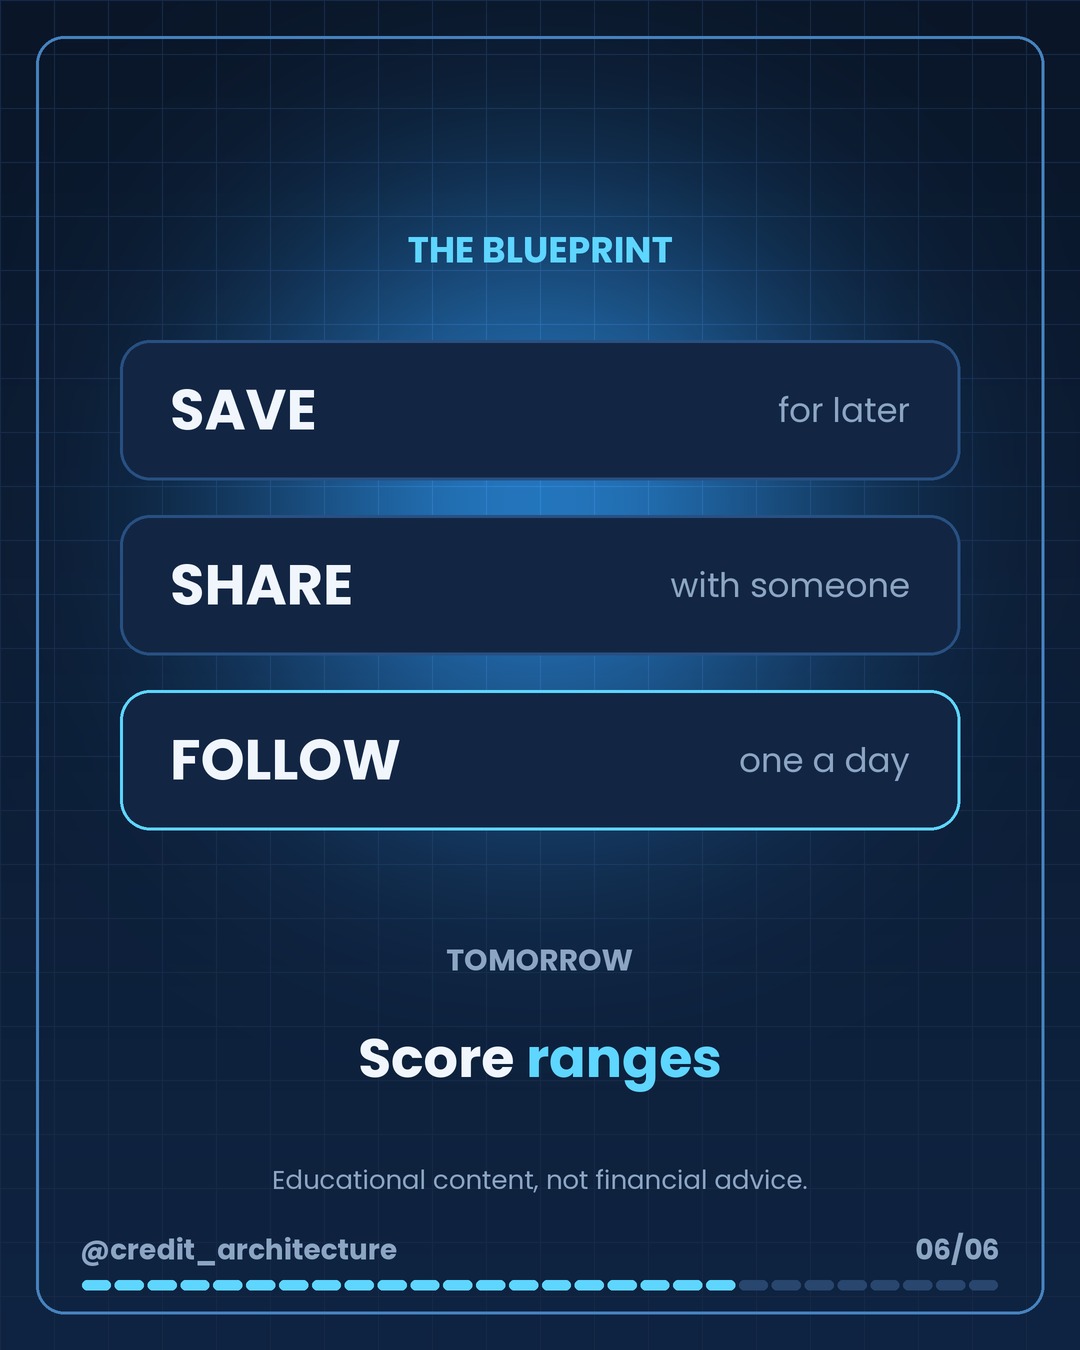 THE BLUEPRINT
SAVE for later
SHARE with someone
FOLLOW one a day
TOMORROW
Score ranges
Educational content, not financial advice.
@credit_architecture 06/06